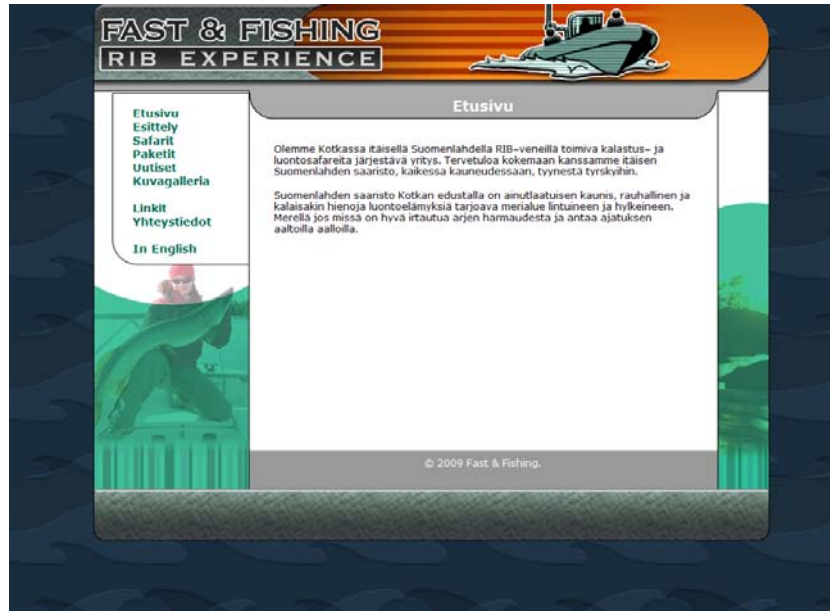 FAST & FISHING
RIB EXPERIENCE
Etusivu
Esittely
Safarit
Paketit
Uutiset
Kuvagalleria
Linkit
Yhteystiedot
In English
Etusivu
Olemme Kotkassa itäisellä Suomenlahdella RIB-veneillä toimiva kalastus- ja
luontosafareita järjestävä yritys. Tervetuloa kokemaan kanssamme itäisen
Suomenlahden saaristo, kaikessa kauneudessaan, tyynestä tyrskyihin.
Suomenlahden saaristo Kotkan edustalla on ainutlaatuisen kaunis, rauhallinen ja
kalaisakin hienoja luontoelämyksiä tarjoava merialue lintuineen ja hylkeineen.
Merellä jos missä on hyvä irtautua arjen harmaudesta ja antaa ajatuksen
aaltoilla aalloilla.
© 2009 Fast & Fishing.